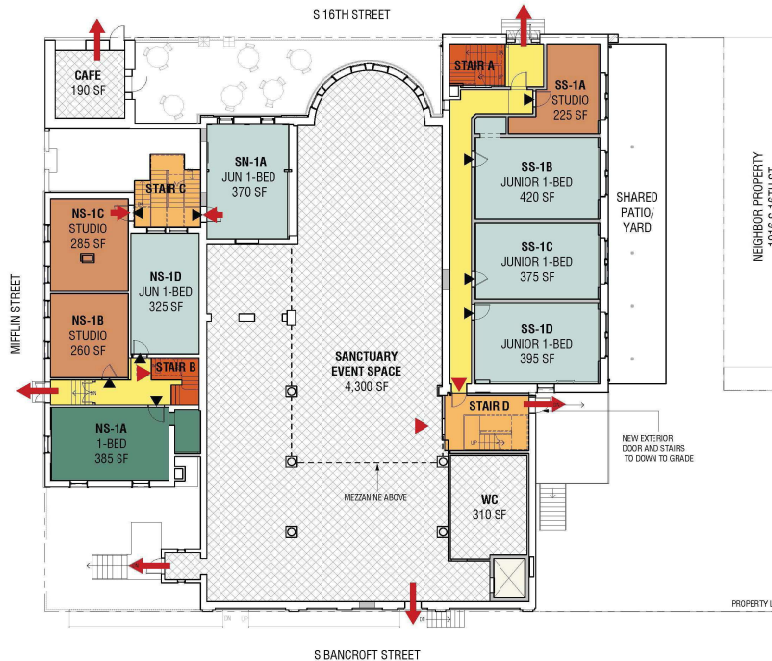 S 16TH STREET
CAFE
190 SF
STAIR A
SS-1A
STUDIO
225 SF
SN-1A
JUN 1-BED
370 SF
STAIR C
SS-1B
JUNIOR 1-BED
420 SF
SHARED
PATIO/
YARD
NEIGHBOR PROPERTY
NS-1C
STUDIO
285 SF
NS-1D
JUN 1-BED
325 SF
SS-1C
JUNIOR 1-BED
375 SF
MIFFLIN STREET
NS-1B
STUDIO
260 SF
SS-1D
JUNIOR 1-BED
395 SF
SANCTUARY
EVENT SPACE
4,300 SF
STAIR B
NS-1A
1-BED
385 SF
STAIR D
UP
NEW EXTERIOR
DOOR AND STAIRS
TO DOWN TO GRADE
MEZZANINE ABOVE
WC
310 SF
PROPERTY L
S BANCROFT STREET